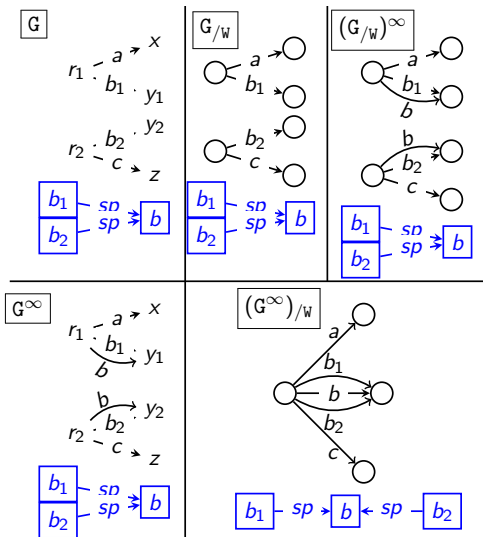 G
a
x
r₁
b₁
y₁
y₂
b₂
r₂
c
z
b₁
sp
b
sp
b₂
G/W
a
b₁
b₂
c
b₁
sp
b
sp
b₂
(G/W)∞
a
b₁
b
b
b₂
c
b₁
sp
b
sp
b₂
G∞
a
x
r₁
b₁
y₁
b
b
y₂
b₂
r₂
c
z
b₁
sp
b
sp
b₂
(G∞)/W
a
b₁
b
b₂
c
b₁ sp b sp b₂